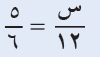 ٥/٦ = س/١٢